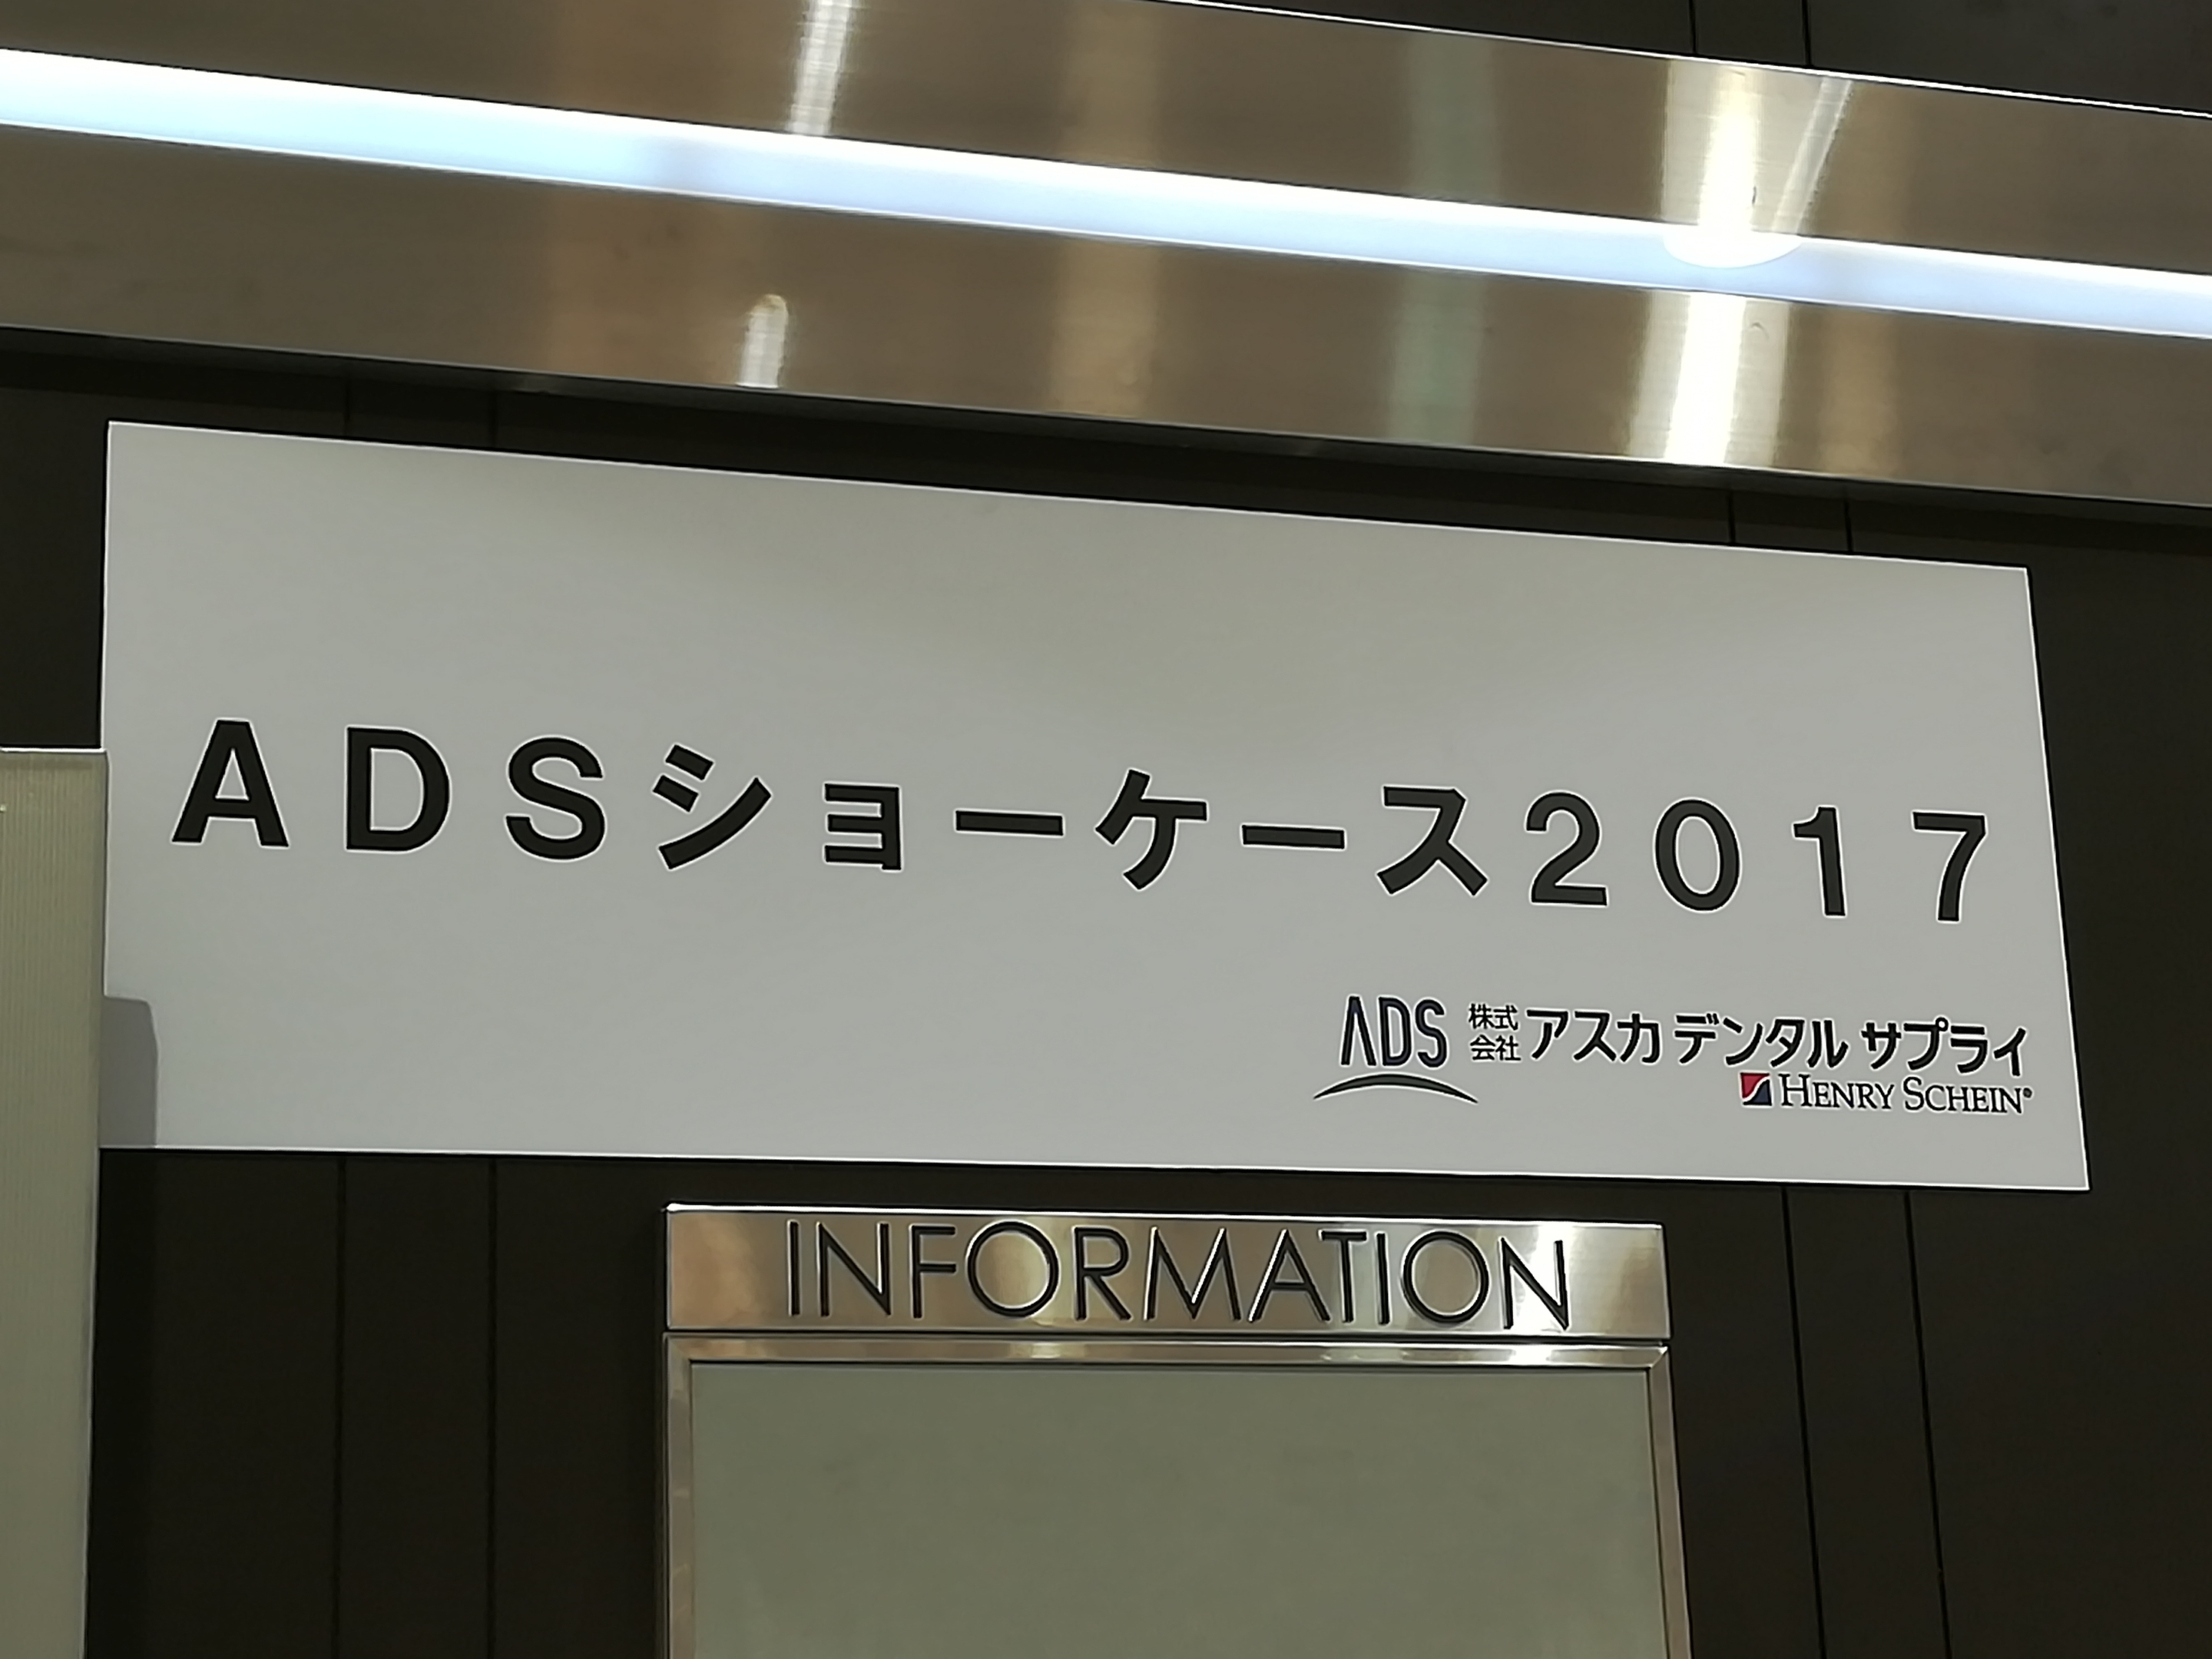 ＡＤＳショーケース２０１７
ADS 株式会社 アスカ デンタル サプライ
HENRY SCHEIN®
INFORMATION